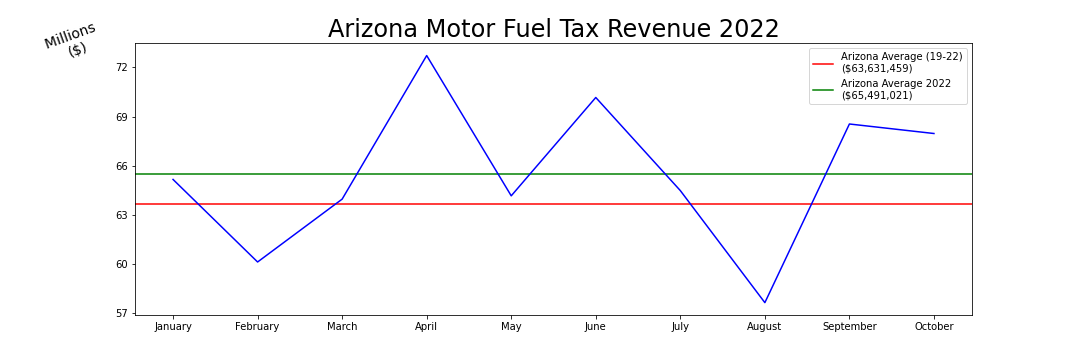 Arizona Motor Fuel Tax Revenue 2022
Millions
($)
Arizona Average (19-22)
($63,631,459)
Arizona Average 2022
($65,491,021)
72
69
66
63
60
57
January February March April May June July August September October